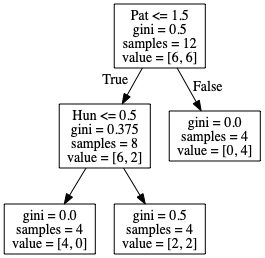 Pat <= 1.5
gini = 0.5
samples = 12
value = [6, 6]
True
False
Hun <= 0.5
gini = 0.375
samples = 8
value = [6, 2]
gini = 0.0
samples = 4
value = [0, 4]
gini = 0.0
samples = 4
value = [4, 0]
gini = 0.5
samples = 4
value = [2, 2]